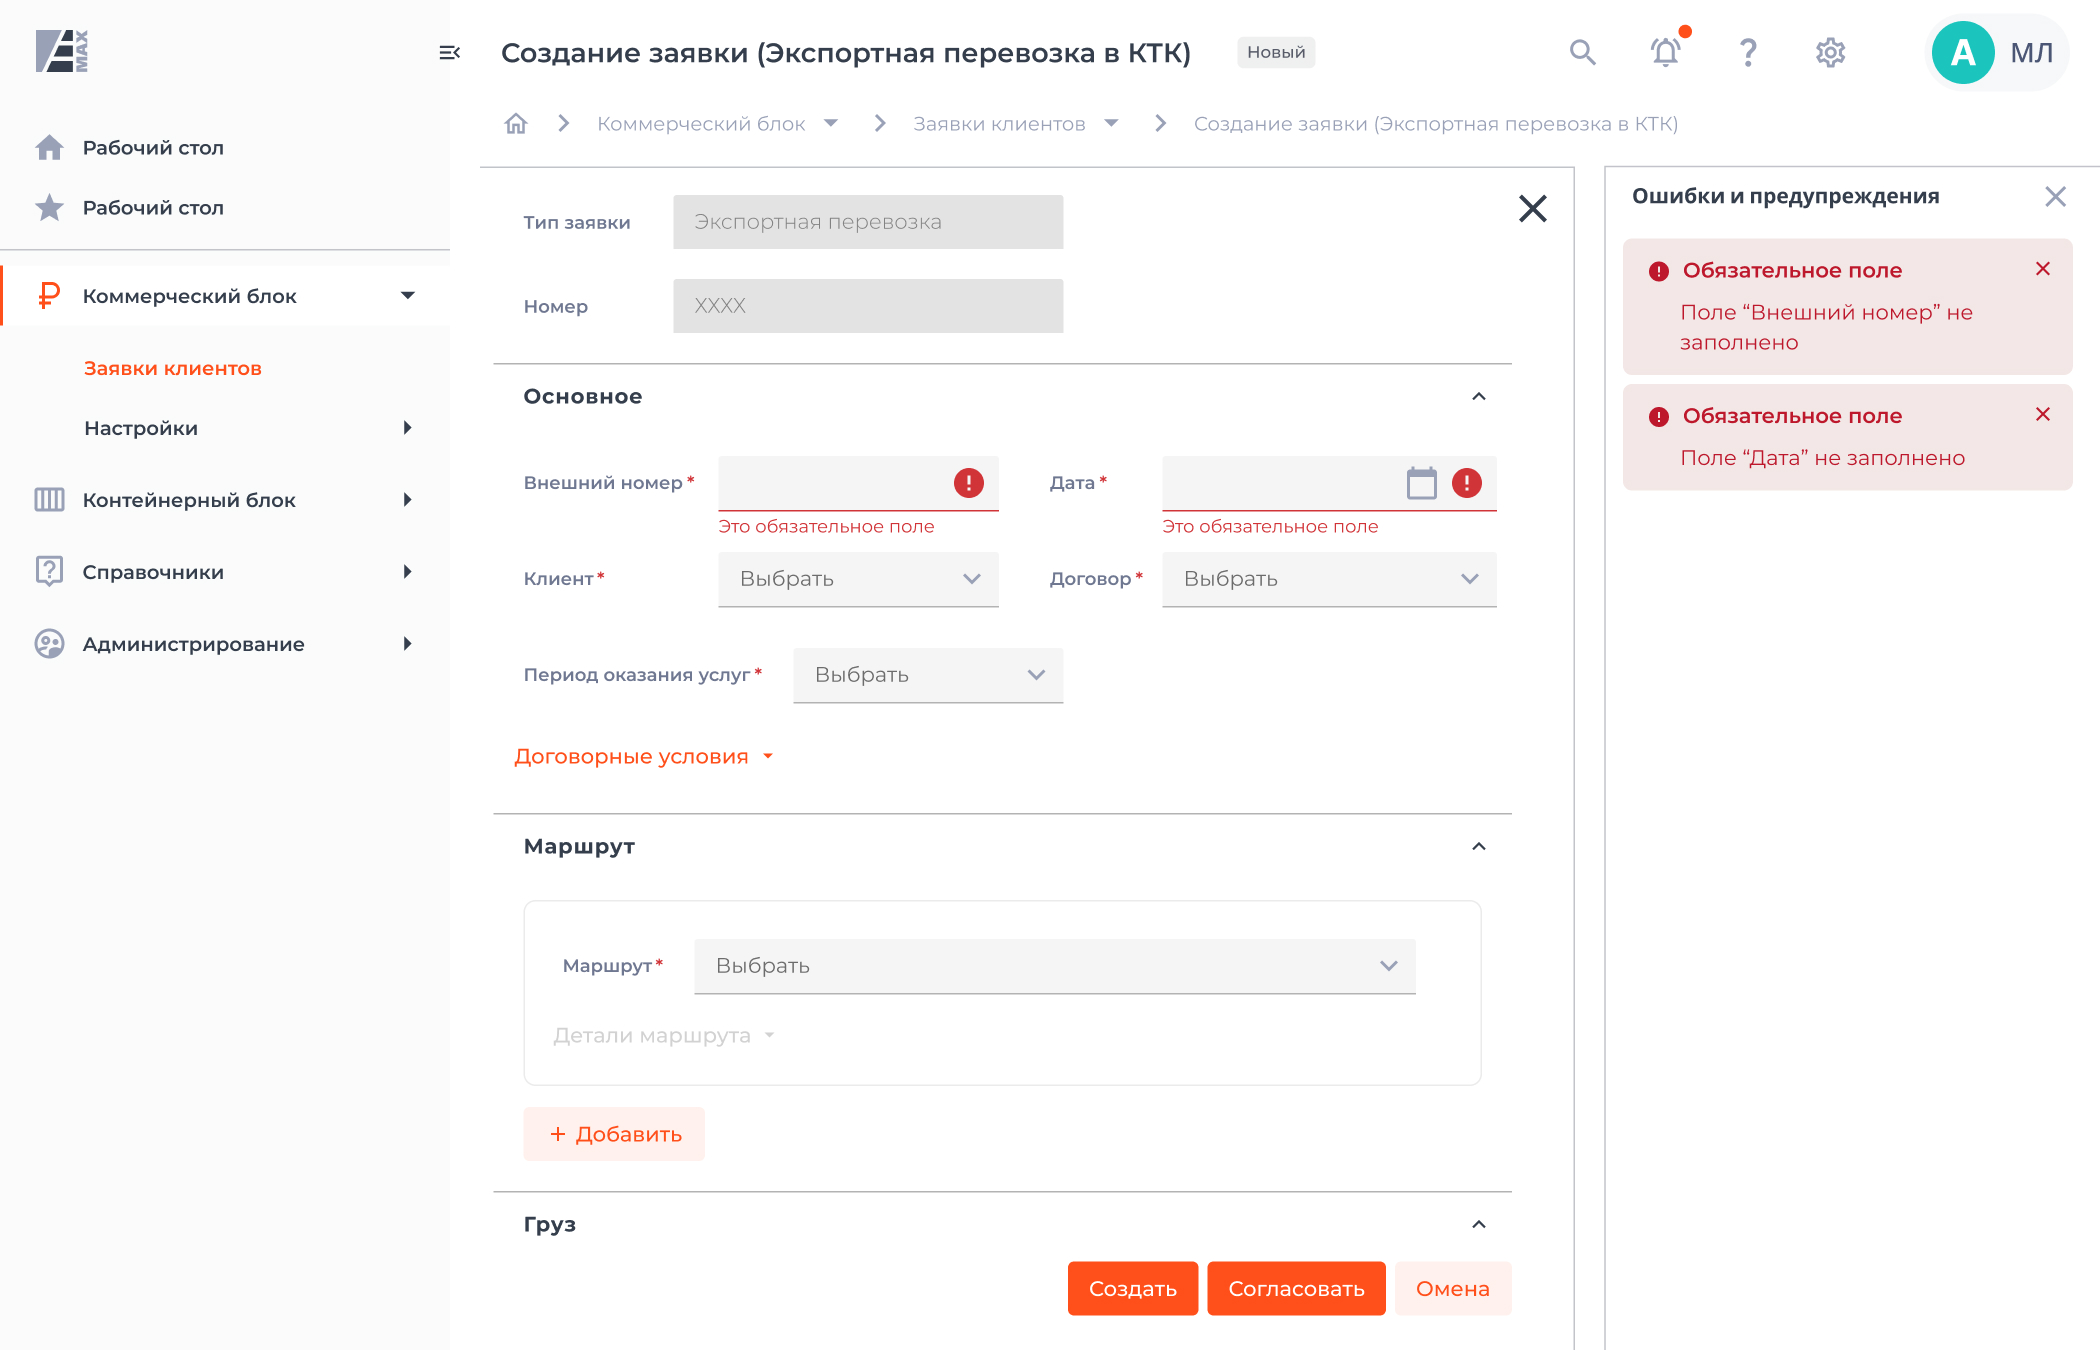 MAX
Рабочий стол
Рабочий стол
Коммерческий блок
Заявки клиентов
Настройки
Контейнерный блок
Справочники
Администрирование
Создание заявки (Экспортная перевозка в КТК)
Новый
А
МЛ
Коммерческий блок
Заявки клиентов
Создание заявки (Экспортная перевозка в КТК)
Тип заявки
Экспортная перевозка
Номер
XXXX
Основное
Внешний номер*
Это обязательное поле
Дата*
Это обязательное поле
Клиент*
Выбрать
Договор*
Выбрать
Период оказания услуг*
Выбрать
Договорные условия
Маршрут
Маршрут*
Выбрать
Детали маршрута
+ Добавить
Груз
Создать
Согласовать
Омена
Ошибки и предупреждения
Обязательное поле
Поле “Внешний номер” не
заполнено
Обязательное поле
Поле “Дата” не заполнено